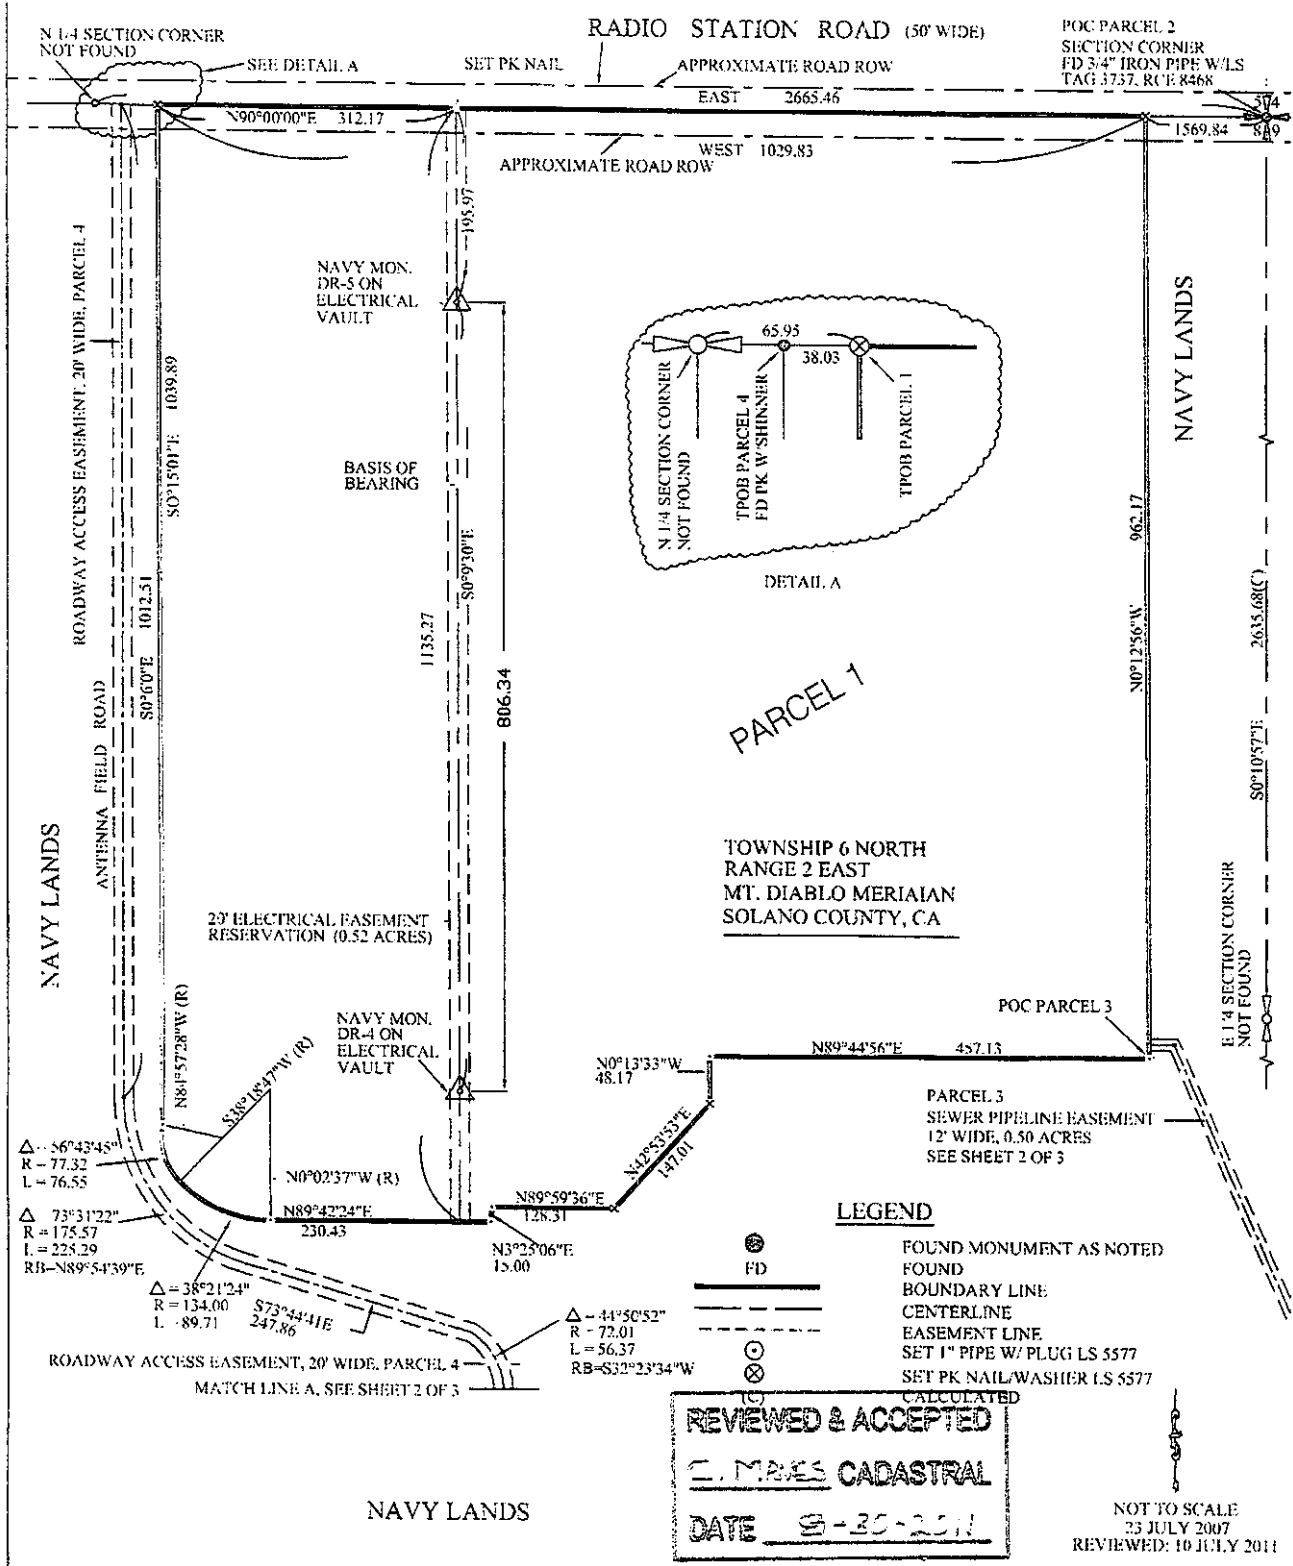 N 1/4 SECTION CORNER
NOT FOUND
SEE DETAIL A
SET PK NAIL
RADIO STATION ROAD (50' WIDE)
APPROXIMATE ROAD ROW
POC PARCEL 2
SECTION CORNER
FD 3/4" IRON PIPE W/LS
TAG 3737, RCE 8468
EAST 2665.46
N90°00'00"E 312.17
WEST 1029.83
APPROXIMATE ROAD ROW
1569.84
5 4
8 9
ROADWAY ACCESS EASEMENT, 20' WIDE, PARCEL 4
S0°15'01"E 1039.89
195.97
NAVY MON.
DR-5 ON
ELECTRICAL
VAULT
65.95
38.03
N 1/4 SECTION CORNER
NOT FOUND
TPOB PARCEL 4
FD PK W/SHINNER
TPOB PARCEL 1
DETAIL A
NAVY LANDS
BASIS OF
BEARING
S0°9'30"E
1135.27
806.34
S0°6'0"E 1012.51
ANTENNA FIELD ROAD
962.17
N0°12'56"W
2635.68(C)
S0°10'57"E
PARCEL 1
NAVY LANDS
TOWNSHIP 6 NORTH
RANGE 2 EAST
MT. DIABLO MERIAIAN
SOLANO COUNTY, CA
20' ELECTRICAL EASEMENT
RESERVATION (0.52 ACRES)
E 1/4 SECTION CORNER
NOT FOUND
N84°57'28"W (R)
S38°18'47"W (R)
NAVY MON.
DR-4 ON
ELECTRICAL
VAULT
POC PARCEL 3
N0°13'33"W
48.17
N89°44'56"E 457.13
PARCEL 3
SEWER PIPELINE EASEMENT
12' WIDE, 0.50 ACRES
SEE SHEET 2 OF 3
N42°53'53"E
147.01
Δ = 56°43'45"
R = 77.32
L = 76.55
N0°02'37"W (R)
N89°42'24"E
230.43
N89°59'36"E
128.31
N3°25'06"E
15.00
Δ 73°31'22"
R = 175.57
L = 225.29
RB=N89°54'39"E
Δ = 38°21'24"
R = 134.00
L = 89.71
S73°44'41E
247.86
Δ = 44°50'52"
R = 72.01
L = 56.37
RB=S32°23'34"W
ROADWAY ACCESS EASEMENT, 20' WIDE, PARCEL 4
MATCH LINE A, SEE SHEET 2 OF 3
LEGEND
FOUND MONUMENT AS NOTED
FD FOUND
BOUNDARY LINE
CENTERLINE
EASEMENT LINE
SET 1" PIPE W/ PLUG LS 5577
SET PK NAIL/WASHER LS 5577
(C) CALCULATED
REVIEWED & ACCEPTED
CADASTRAL
DATE
NAVY LANDS
NOT TO SCALE
23 JULY 2007
REVIEWED: 10 JULY 2011